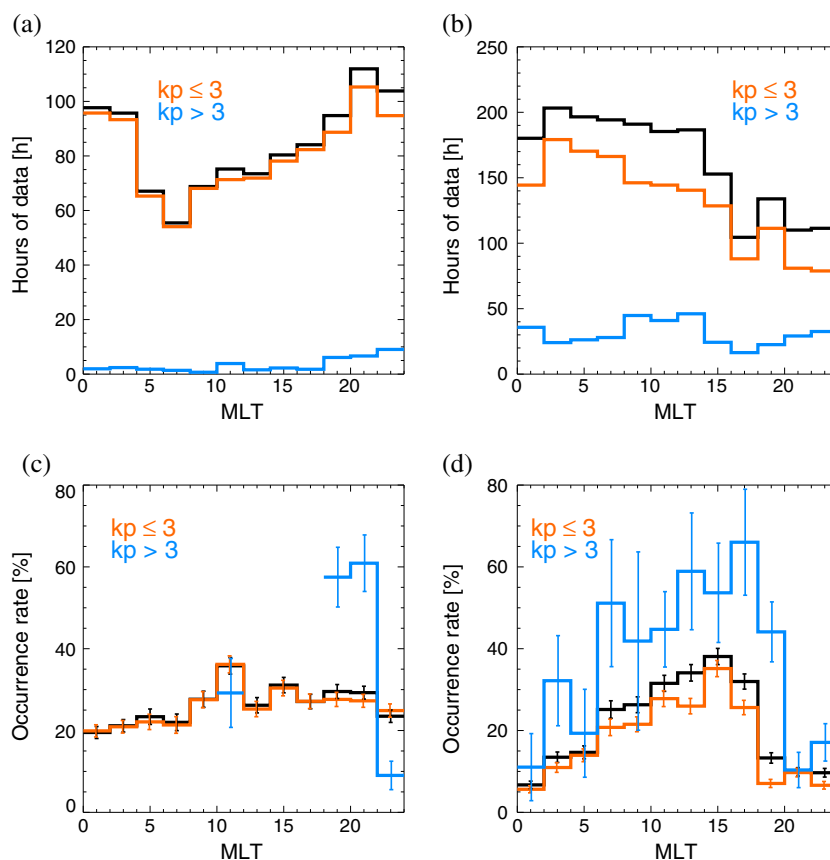 (a)
120
100
80
60
40
20
0
Hours of data [h]
kp ≤ 3
kp > 3
0 5 10 15 20
MLT
(b)
250
200
150
100
50
0
Hours of data [h]
kp ≤ 3
kp > 3
0 5 10 15 20
MLT
(c)
80
60
40
20
0
Occurrence rate [%]
kp ≤ 3
kp > 3
0 5 10 15 20
MLT
(d)
80
60
40
20
0
Occurrence rate [%]
kp ≤ 3
kp > 3
0 5 10 15 20
MLT